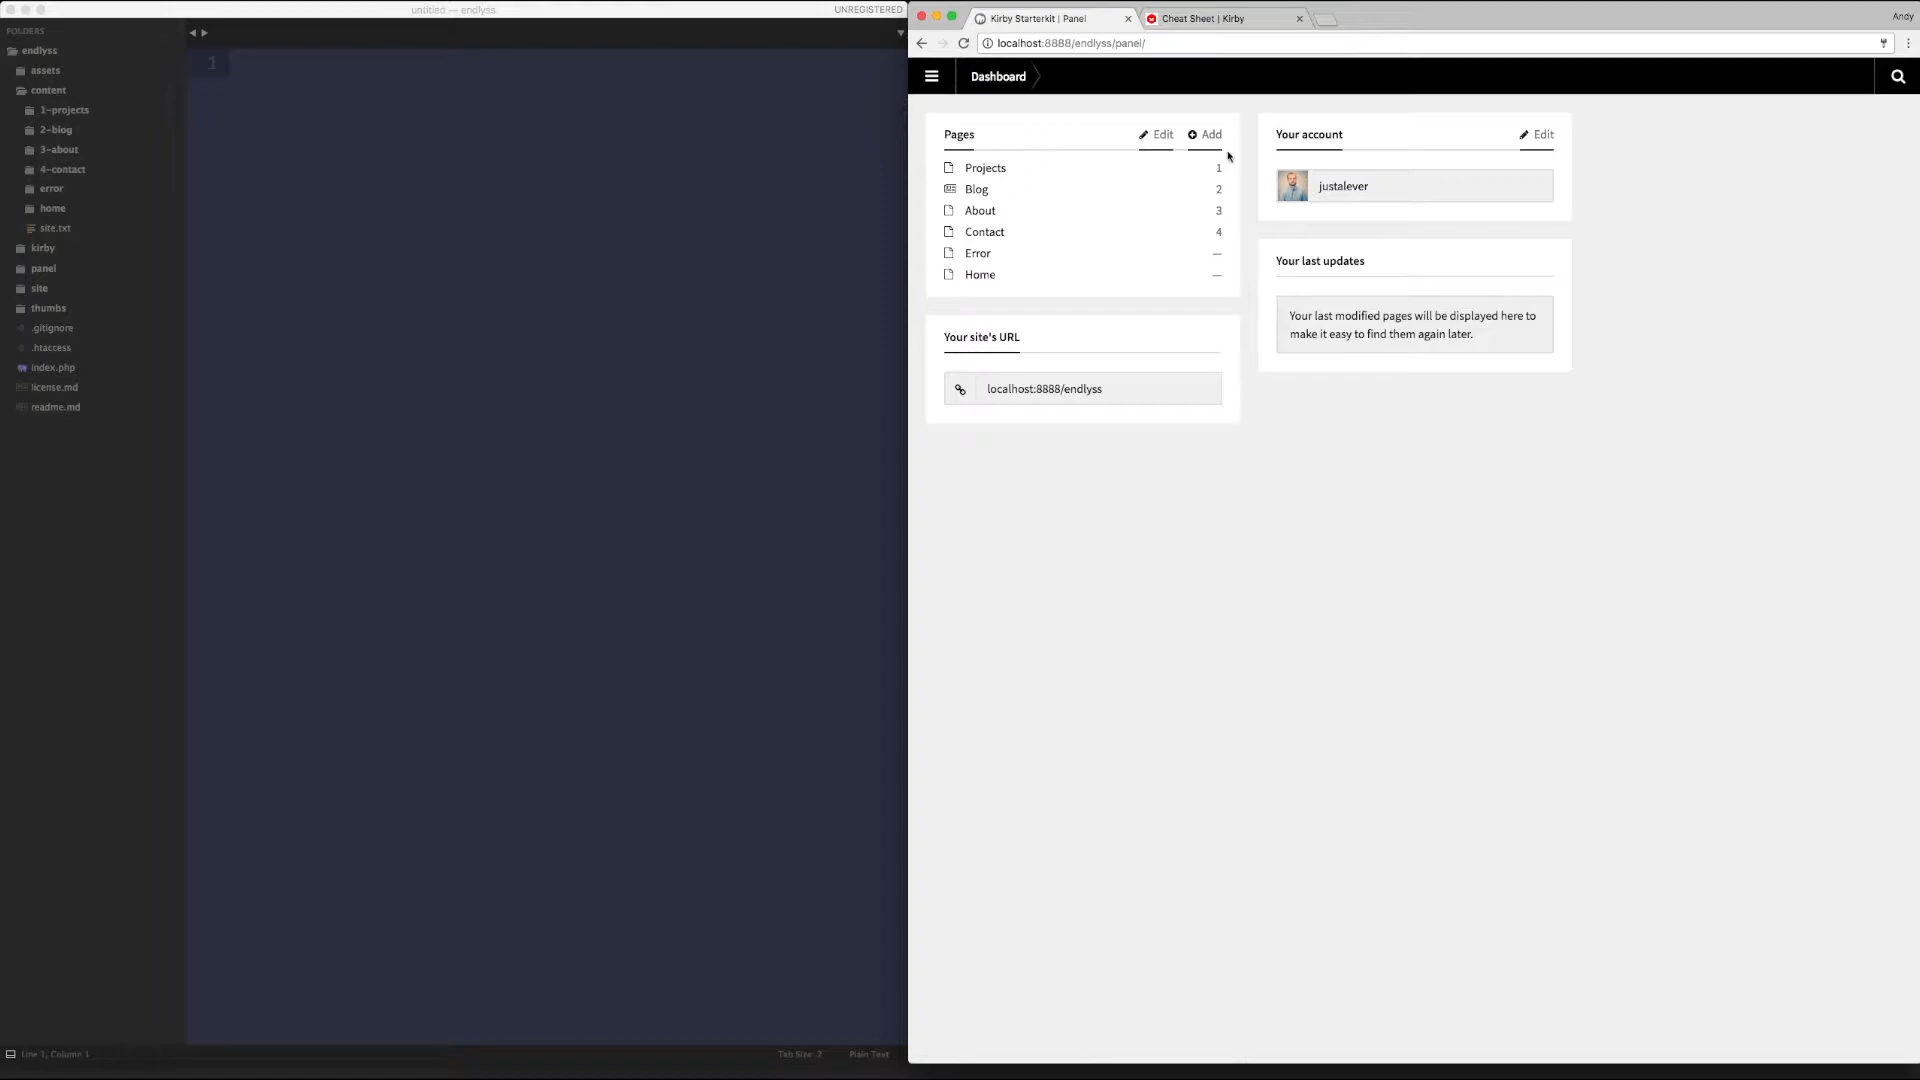 untitled — endlyss
UNREGISTERED
FOLDERS
endlyss
assets
content
1-projects
2-blog
3-about
4-contact
error
home
site.txt
kirby
panel
site
thumbs
.gitignore
.htaccess
index.php
license.md
readme.md
1
Line 1, Column 1
Tab Size: 2
Plain Text
Kirby Starterkit | Panel
Cheat Sheet | Kirby
Andy
localhost:8888/endlyss/panel/
Dashboard
Pages
Edit
Add
Projects 1
Blog 2
About 3
Contact 4
Error —
Home —
Your site's URL
localhost:8888/endlyss
Your account
Edit
justalever
Your last updates
Your last modified pages will be displayed here to
make it easy to find them again later.